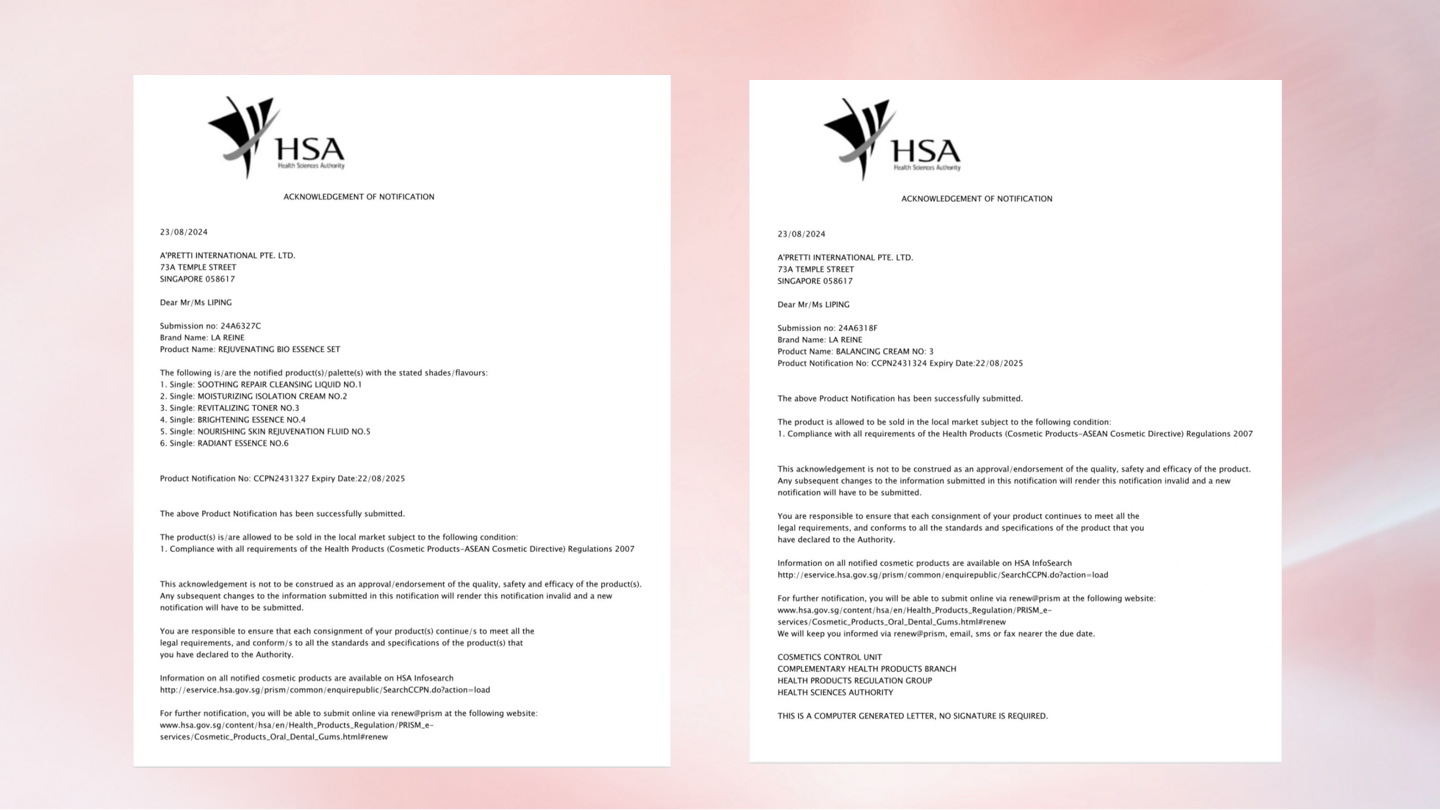 HSA
Health Sciences Authority
ACKNOWLEDGEMENT OF NOTIFICATION
23/08/2024
A'PRETTI INTERNATIONAL PTE. LTD.
73A TEMPLE STREET
SINGAPORE 058617
Dear Mr/Ms LIPING
Submission no: 24A6327C
Brand Name: LA REINE
Product Name: REJUVENATING BIO ESSENCE SET
The following is/are the notified product(s)/palette(s) with the stated shades/flavours:
1. Single: SOOTHING REPAIR CLEANSING LIQUID NO.1
2. Single: MOISTURIZING ISOLATION CREAM NO.2
3. Single: REVITALIZING TONER NO.3
4. Single: BRIGHTENING ESSENCE NO.4
5. Single: NOURISHING SKIN REJUVENATION FLUID NO.5
6. Single: RADIANT ESSENCE NO.6
Product Notification No: CCPN2431327 Expiry Date:22/08/2025
The above Product Notification has been successfully submitted.
The product(s) is/are allowed to be sold in the local market subject to the following condition:
1. Compliance with all requirements of the Health Products (Cosmetic Products-ASEAN Cosmetic Directive) Regulations 2007
This acknowledgement is not to be construed as an approval/endorsement of the quality, safety and efficacy of the product(s).
Any subsequent changes to the information submitted in this notification will render this notification invalid and a new
notification will have to be submitted.
You are responsible to ensure that each consignment of your product(s) continue/s to meet all the
legal requirements, and conform/s to all the standards and specifications of the product(s) that
you have declared to the Authority.
Information on all notified cosmetic products are available on HSA Infosearch
http://eservice.hsa.gov.sg/prism/common/enquirepublic/SearchCCPN.do?action=load
For further notification, you will be able to submit online via renew@prism at the following website:
www.hsa.gov.sg/content/hsa/en/Health_Products_Regulation/PRISM_e-
services/Cosmetic_Products_Oral_Dental_Gums.html#renew
HSA
Health Sciences Authority
ACKNOWLEDGEMENT OF NOTIFICATION
23/08/2024
A'PRETTI INTERNATIONAL PTE. LTD.
73A TEMPLE STREET
SINGAPORE 058617
Dear Mr/Ms LIPING
Submission no: 24A6318F
Brand Name: LA REINE
Product Name: BALANCING CREAM NO: 3
Product Notification No: CCPN2431324 Expiry Date:22/08/2025
The above Product Notification has been successfully submitted.
The product is allowed to be sold in the local market subject to the following condition:
1. Compliance with all requirements of the Health Products (Cosmetic Products-ASEAN Cosmetic Directive) Regulations 2007
This acknowledgement is not to be construed as an approval/endorsement of the quality, safety and efficacy of the product.
Any subsequent changes to the information submitted in this notification will render this notification invalid and a new
notification will have to be submitted.
You are responsible to ensure that each consignment of your product continues to meet all the
legal requirements, and conforms to all the standards and specifications of the product that you
have declared to the Authority.
Information on all notified cosmetic products are available on HSA InfoSearch
http://eservice.hsa.gov.sg/prism/common/enquirepublic/SearchCCPN.do?action=load
For further notification, you will be able to submit online via renew@prism at the following website:
www.hsa.gov.sg/content/hsa/en/Health_Products_Regulation/PRISM_e-
services/Cosmetic_Products_Oral_Dental_Gums.html#renew
We will keep you informed via renew@prism, email, sms or fax nearer the due date.
COSMETICS CONTROL UNIT
COMPLEMENTARY HEALTH PRODUCTS BRANCH
HEALTH PRODUCTS REGULATION GROUP
HEALTH SCIENCES AUTHORITY
THIS IS A COMPUTER GENERATED LETTER, NO SIGNATURE IS REQUIRED.